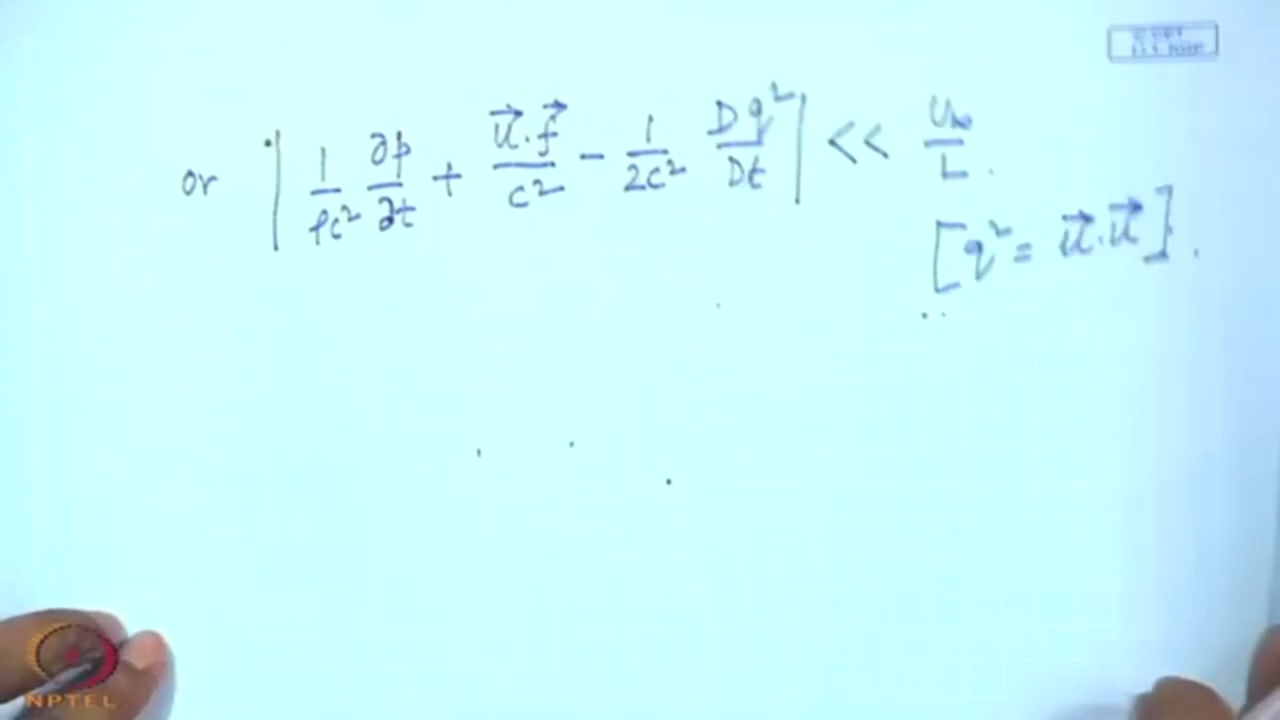 or | 1/ρc² ∂p/∂t + u⃗.f⃗/c² − 1/2c² Dq²/Dt | << U∞/L .
[q² = u⃗.u⃗] .
NPTEL